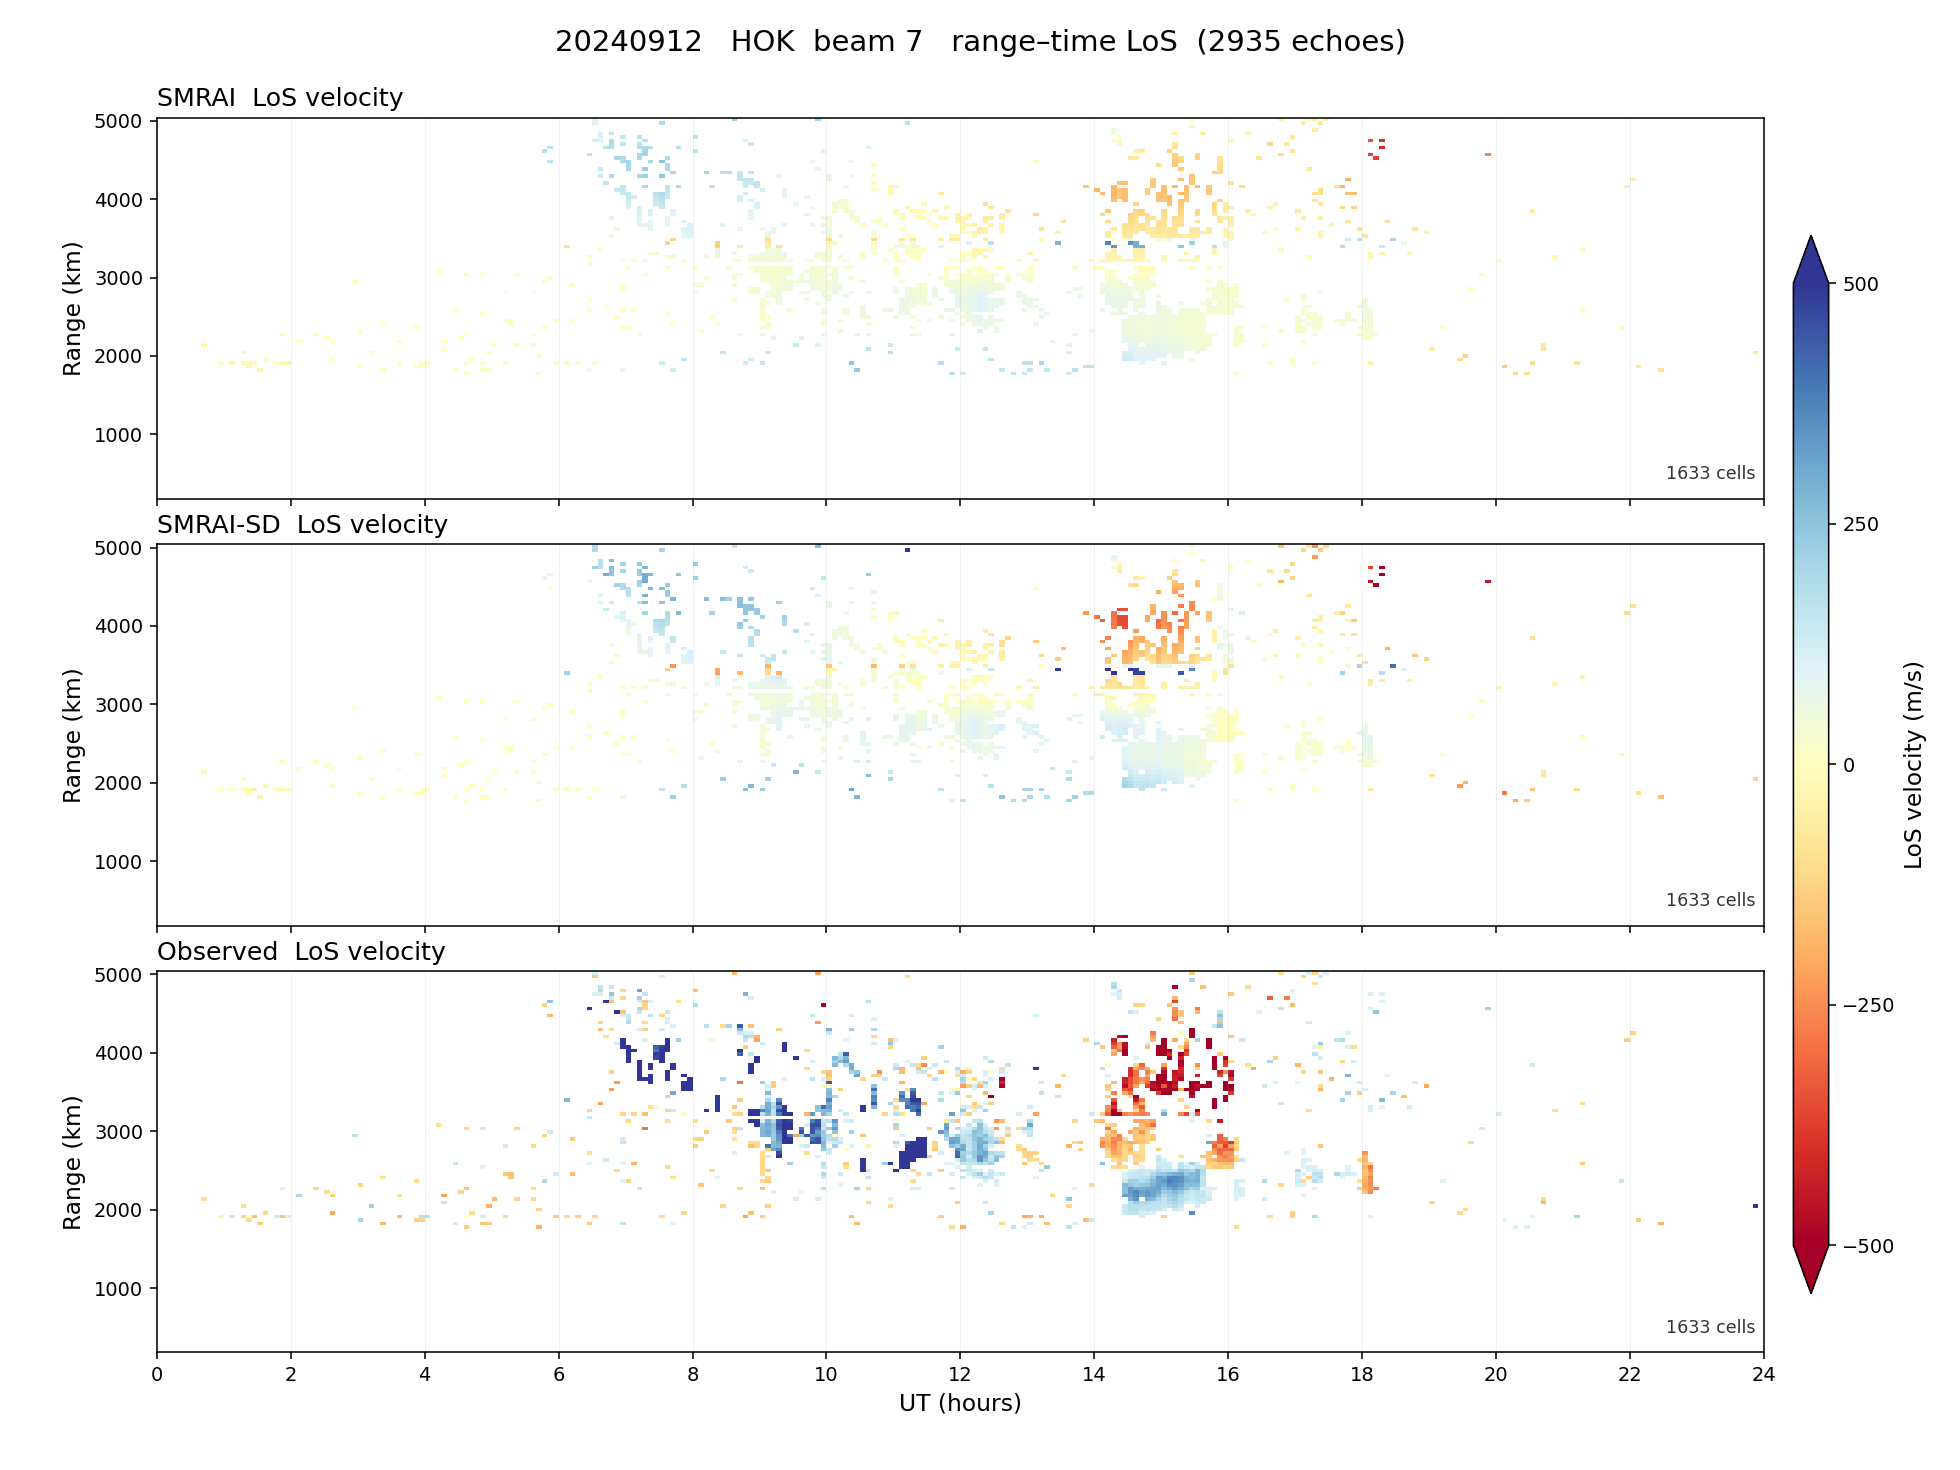 20240912   HOK  beam 7   range–time LoS  (2935 echoes)
SMRAI  LoS velocity
5000
4000
3000
2000
1000
Range (km)
1633 cells
SMRAI-SD  LoS velocity
5000
4000
3000
2000
1000
Range (km)
1633 cells
Observed  LoS velocity
5000
4000
3000
2000
1000
Range (km)
1633 cells
0 2 4 6 8 10 12 14 16 18 20 22 24
UT (hours)
500
250
0
−250
−500
LoS velocity (m/s)